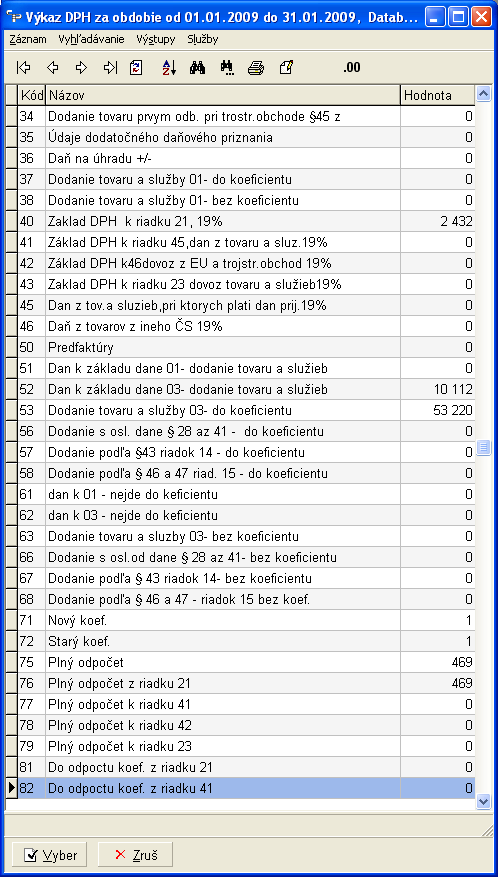 Výkaz DPH za obdobie od 01.01.2009 do 31.01.2009, Datab...
Záznam Vyhľadávanie Výstupy Služby
.00
Kód Názov Hodnota
34 Dodanie tovaru prvym odb. pri trostr.obchode §45 z 0
35 Údaje dodatočného daňového priznania 0
36 Daň na úhradu +/- 0
37 Dodanie tovaru a služby 01- do koeficientu 0
38 Dodanie tovaru a služby 01- bez koeficientu 0
40 Zaklad DPH k riadku 21, 19% 2 432
41 Základ DPH k riadku 45,dan z tovaru a sluz.19% 0
42 Základ DPH k46dovoz z EU a trojstr.obchod 19% 0
43 Zaklad DPH k riadku 23 dovoz tovaru a služieb19% 0
45 Dan z tov.a sluzieb,pri ktorych plati dan prij.19% 0
46 Daň z tovarov z ineho ČS 19% 0
50 Predfaktúry 0
51 Dan k základu dane 01- dodanie tovaru a služieb 0
52 Dan k základu dane 03- dodanie tovaru a služieb 10 112
53 Dodanie tovaru a služby 03- do koeficientu 53 220
56 Dodanie s osl. dane § 28 az 41 - do koeficientu 0
57 Dodanie podľa §43 riadok 14 - do koeficientu 0
58 Dodanie podľa § 46 a 47 riad. 15 - do koeficientu 0
61 dan k 01 - nejde do keficientu 0
62 dan k 03 - nejde do keficientu 0
63 Dodanie tovaru a sluzby 03- bez koeficientu 0
66 Dodanie s osl.od dane § 28 az 41- bez koeficientu 0
67 Dodanie podľa § 43 riadok 14- bez koeficientu 0
68 Dodanie podľa § 46 a 47 - riadok 15 bez koef. 0
71 Nový koef. 1
72 Starý koef. 1
75 Plný odpočet 469
76 Plný odpočet z riadku 21 469
77 Plný odpočet k riadku 41 0
78 Plný odpočet k riadku 42 0
79 Plný odpočet k riadku 23 0
81 Do odpoctu koef. z riadku 21 0
82 Do odpoctu koef. z riadku 41 0
Vyber Zruš